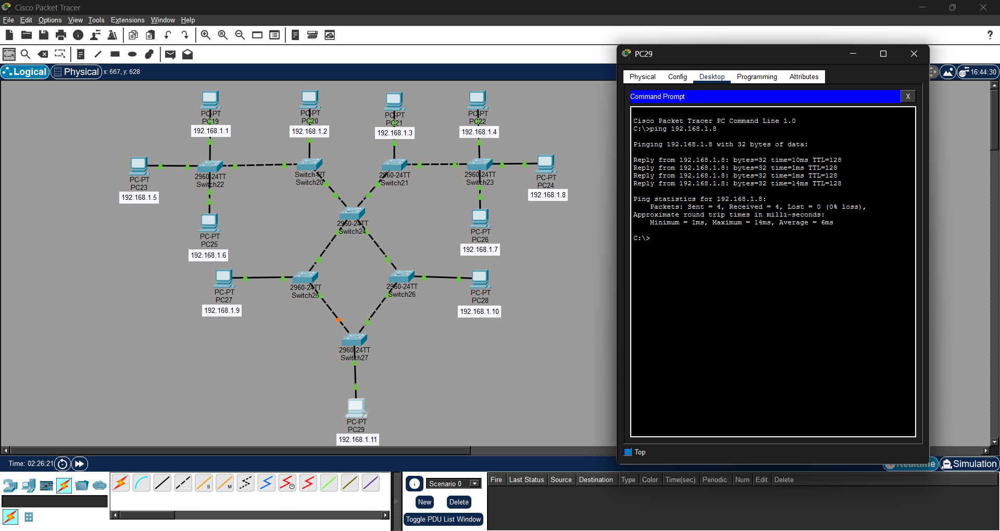 Cisco Packet Tracer
File Edit Options View Tools Extensions Window Help
?
Logical Physical x: 667, y: 628
16:44:30
PC-PT
PC19
192.168.1.1
PC-PT
PC20
192.168.1.2
PC-PT
PC21
192.168.1.3
PC-PT
PC22
192.168.1.4
PC-PT
PC23
192.168.1.5
2960-24TT
Switch22
Switch-PT
Switch20
2960-24TT
Switch21
2960-24TT
Switch23
PC-PT
PC24
192.168.1.8
PC-PT
PC25
192.168.1.6
2960-24TT
Switch24
PC-PT
PC26
192.168.1.7
PC-PT
PC27
192.168.1.9
2960-24TT
Switch25
2960-24TT
Switch26
PC-PT
PC28
192.168.1.10
2960-24TT
Switch27
PC-PT
PC29
192.168.1.11
PC29
Physical Config Desktop Programming Attributes
Command Prompt X
Cisco Packet Tracer PC Command Line 1.0
C:\>ping 192.168.1.8
Pinging 192.168.1.8 with 32 bytes of data:
Reply from 192.168.1.8: bytes=32 time=10ms TTL=128
Reply from 192.168.1.8: bytes=32 time=1ms TTL=128
Reply from 192.168.1.8: bytes=32 time=1ms TTL=128
Reply from 192.168.1.8: bytes=32 time=14ms TTL=128
Ping statistics for 192.168.1.8:
Packets: Sent = 4, Received = 4, Lost = 0 (0% loss),
Approximate round trip times in milli-seconds:
Minimum = 1ms, Maximum = 14ms, Average = 6ms
C:\>
Top
Time: 02:26:21
Realtime Simulation
S
M
Scenario 0
New Delete
Toggle PDU List Window
Fire Last Status Source Destination Type Color Time(sec) Periodic Num Edit Delete